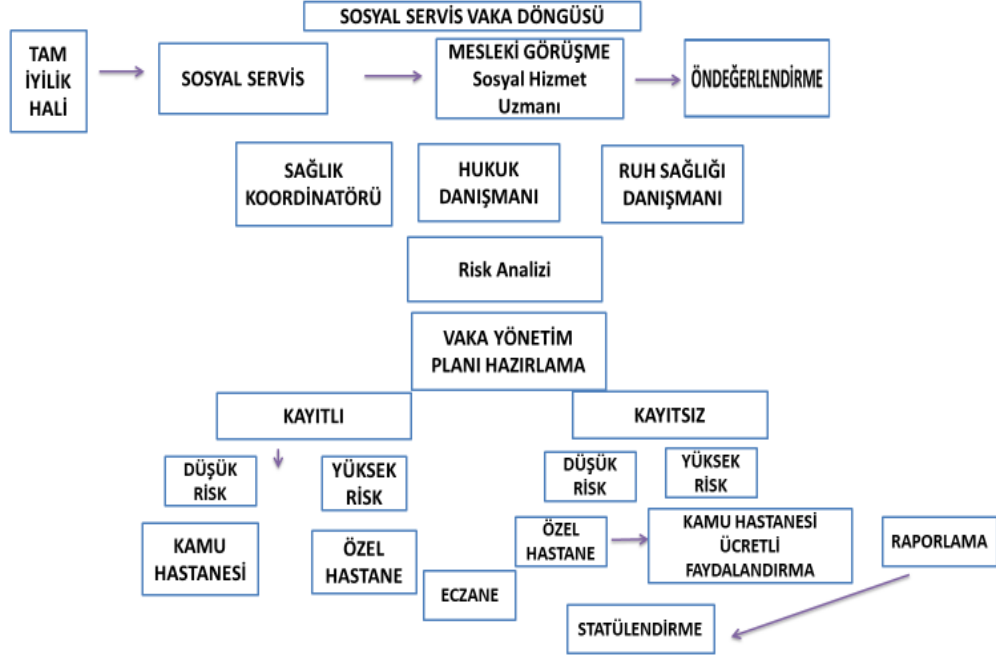 SOSYAL SERVİS VAKA DÖNGÜSÜ
TAM
İYİLİK
HALİ
SOSYAL SERVİS
MESLEKİ GÖRÜŞME
Sosyal Hizmet
Uzmanı
ÖNDEĞERLENDİRME
SAĞLIK
KOORDİNATÖRÜ
HUKUK
DANIŞMANI
RUH SAĞLIĞI
DANIŞMANI
Risk Analizi
VAKA YÖNETİM
PLANI HAZIRLAMA
KAYITLI
KAYITSIZ
DÜŞÜK
RİSK
YÜKSEK
RİSK
DÜŞÜK
RİSK
YÜKSEK
RİSK
KAMU
HASTANESİ
ÖZEL
HASTANE
ECZANE
ÖZEL
HASTANE
KAMU HASTANESİ
ÜCRETLİ
FAYDALANDIRMA
RAPORLAMA
STATÜLENDİRME